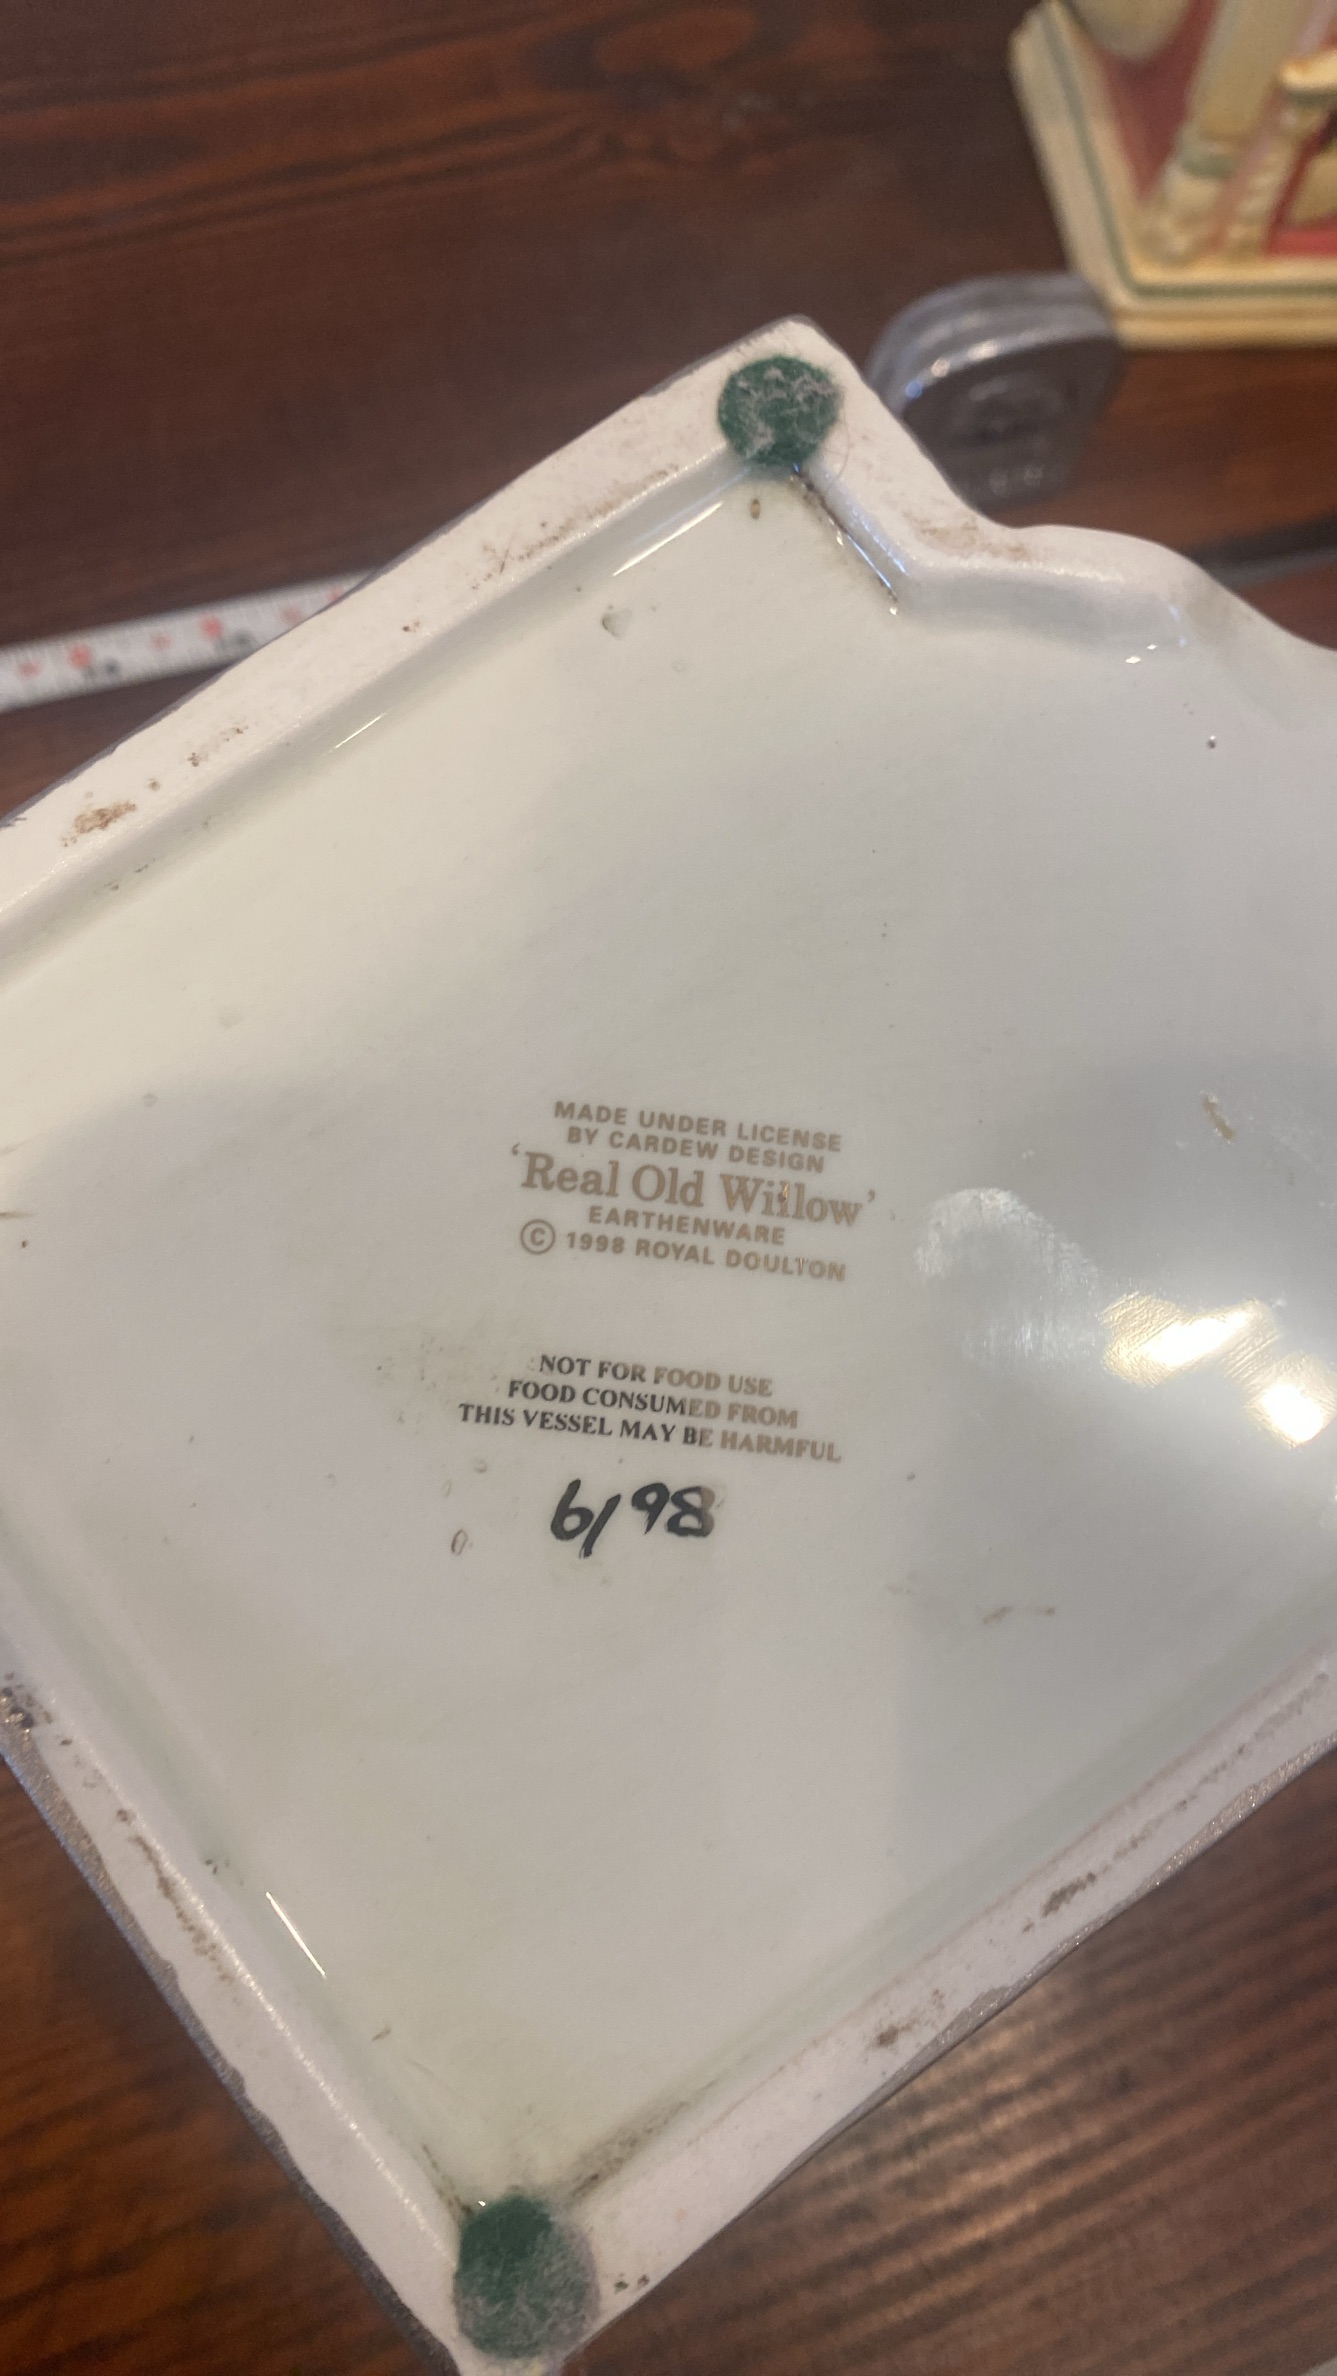 MADE UNDER LICENSE
BY CARDEW DESIGN
'Real Old Willow'
EARTHENWARE
© 1998 ROYAL DOULTON
NOT FOR FOOD USE
FOOD CONSUMED FROM
THIS VESSEL MAY BE HARMFUL
6/98